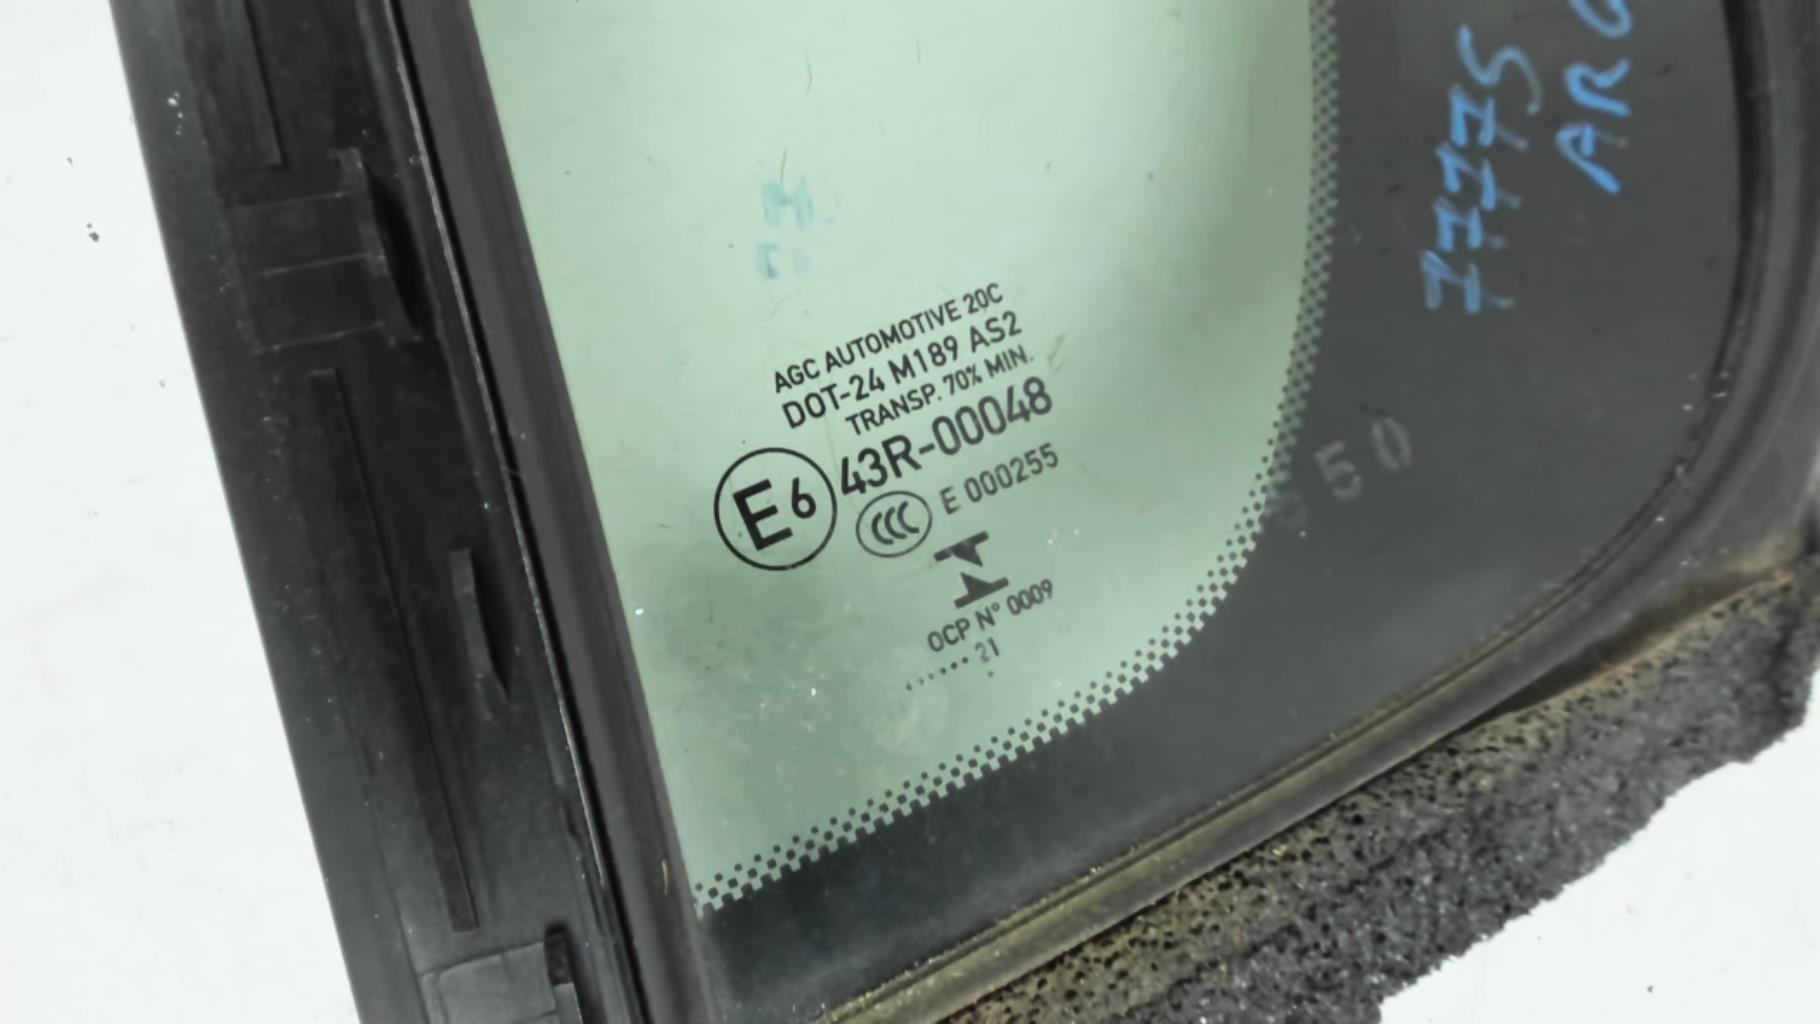 AGC AUTOMOTIVE 20C
DOT-24 M189 AS2
TRANSP. 70% MIN.
E6 43R-00048
CCC E 000255
OCP N° 0009
....... 21
.
7775
50